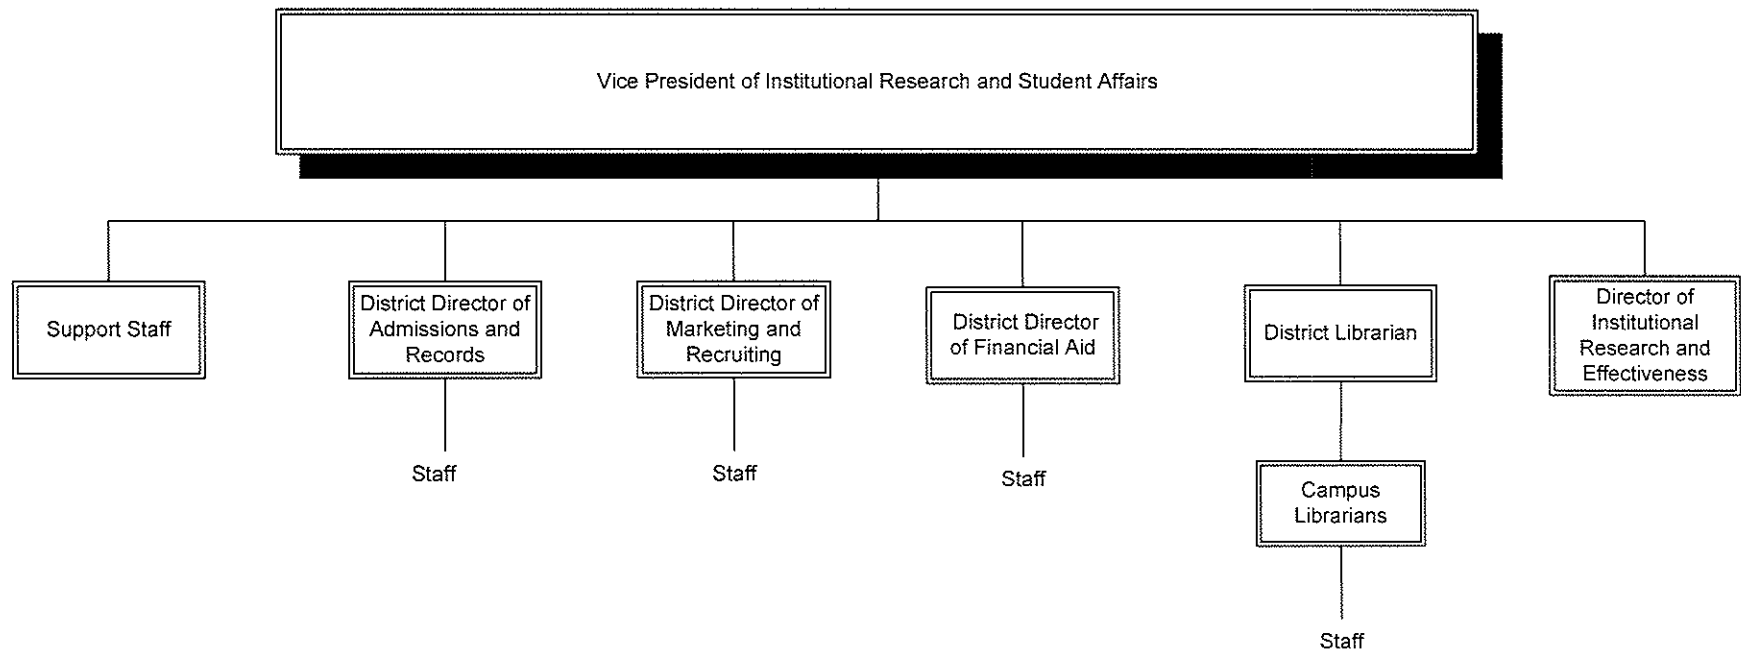 Vice President of Institutional Research and Student Affairs
Support Staff
District Director of
Admissions and
Records
District Director of
Marketing and
Recruiting
District Director
of Financial Aid
District Librarian
Director of
Institutional
Research and
Effectiveness
Staff
Staff
Staff
Campus
Librarians
Staff